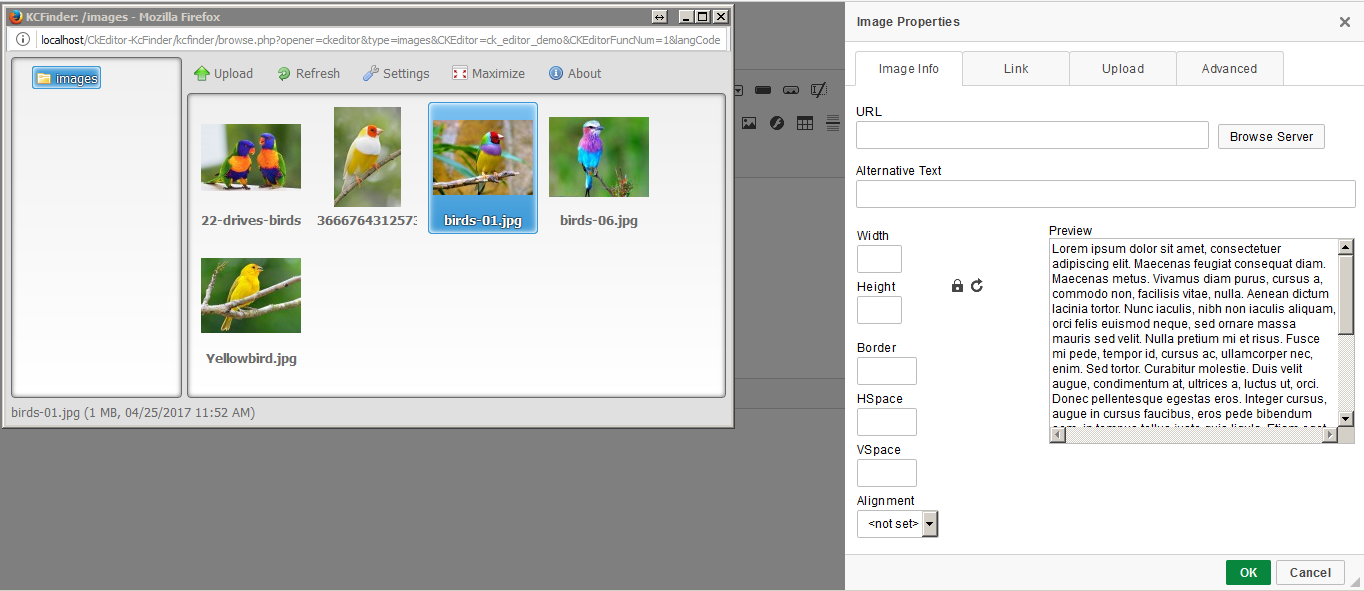 KCFinder: /images - Mozilla Firefox
localhost/CkEditor-KcFinder/kcfinder/browse.php?opener=ckeditor&type=images&CKEditor=ck_editor_demo&CKEditorFuncNum=1&langCode
images
Upload Refresh Settings Maximize About
22-drives-birds 3666764312573 birds-01.jpg birds-06.jpg
Yellowbird.jpg
birds-01.jpg (1 MB, 04/25/2017 11:52 AM)
Image Properties
Image Info Link Upload Advanced
URL
Browse Server
Alternative Text
Width
Height
Border
HSpace
VSpace
Alignment
<not set>
Preview
Lorem ipsum dolor sit amet, consectetuer
adipiscing elit. Maecenas feugiat consequat diam.
Maecenas metus. Vivamus diam purus, cursus a,
commodo non, facilisis vitae, nulla. Aenean dictum
lacinia tortor. Nunc iaculis, nibh non iaculis aliquam,
orci felis euismod neque, sed ornare massa
mauris sed velit. Nulla pretium mi et risus. Fusce
mi pede, tempor id, cursus ac, ullamcorper nec,
enim. Sed tortor. Curabitur molestie. Duis velit
augue, condimentum at, ultrices a, luctus ut, orci.
Donec pellentesque egestas eros. Integer cursus,
augue in cursus faucibus, eros pede bibendum
OK Cancel